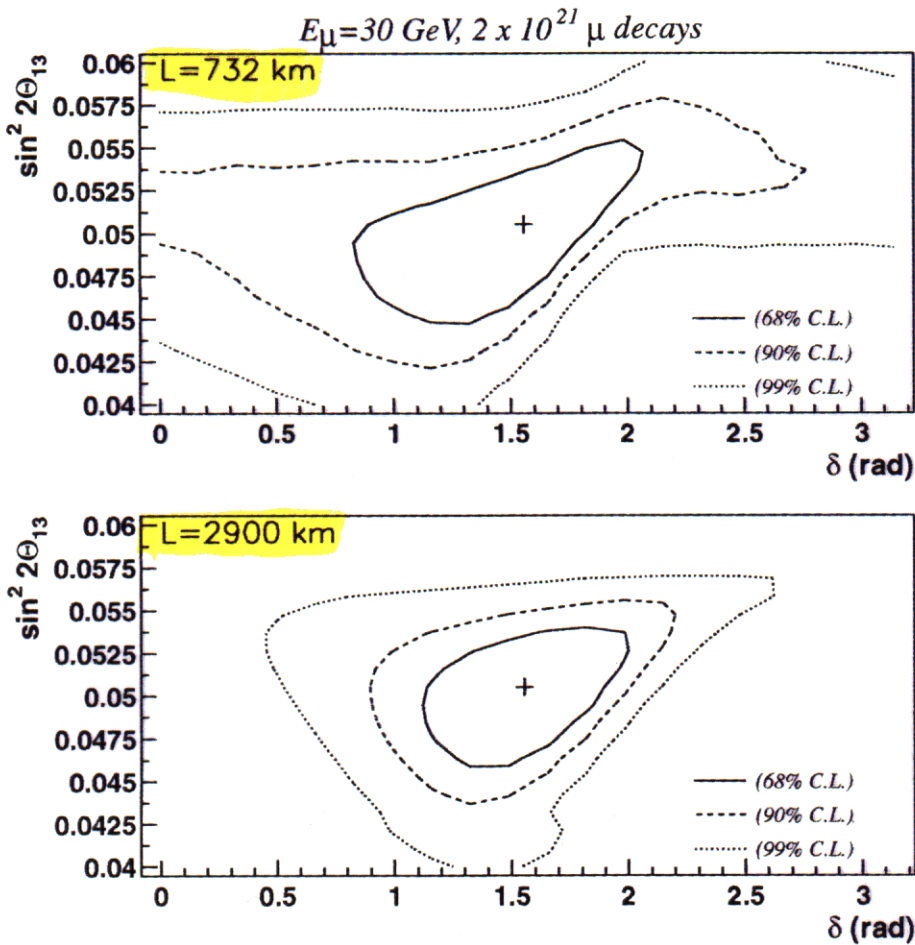 Eμ=30 GeV, 2 x 10²¹ μ decays
L=732 km
sin² 2Θ₁₃
0.06
0.0575
0.055
0.0525
0.05
0.0475
0.045
0.0425
0.04
(68% C.L.)
(90% C.L.)
(99% C.L.)
0 0.5 1 1.5 2 2.5 3
δ (rad)
L=2900 km
sin² 2Θ₁₃
0.06
0.0575
0.055
0.0525
0.05
0.0475
0.045
0.0425
0.04
(68% C.L.)
(90% C.L.)
(99% C.L.)
0 0.5 1 1.5 2 2.5 3
δ (rad)